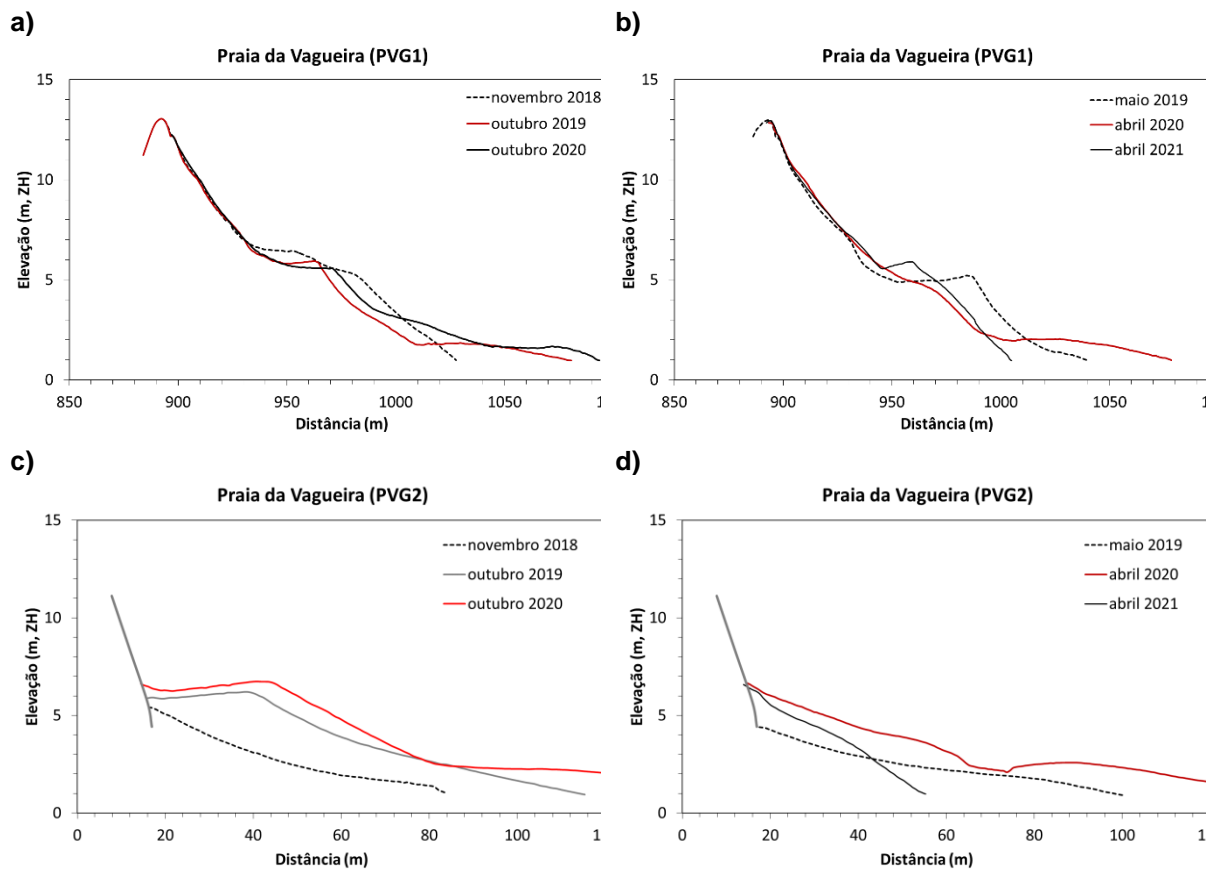 a)
Praia da Vagueira (PVG1)
15
10
5
0
Elevação (m, ZH)
novembro 2018
outubro 2019
outubro 2020
850
900
950
1000
1050
1
Distância (m)
b)
Praia da Vagueira (PVG1)
15
10
5
0
Elevação (m, ZH)
maio 2019
abril 2020
abril 2021
850
900
950
1000
1050
1
Distância (m)
c)
Praia da Vagueira (PVG2)
15
10
5
0
Elevação (m, ZH)
novembro 2018
outubro 2019
outubro 2020
0
20
40
60
80
100
1
Distância (m)
d)
Praia da Vagueira (PVG2)
15
10
5
0
Elevação (m, ZH)
maio 2019
abril 2020
abril 2021
0
20
40
60
80
100
1
Distância (m)